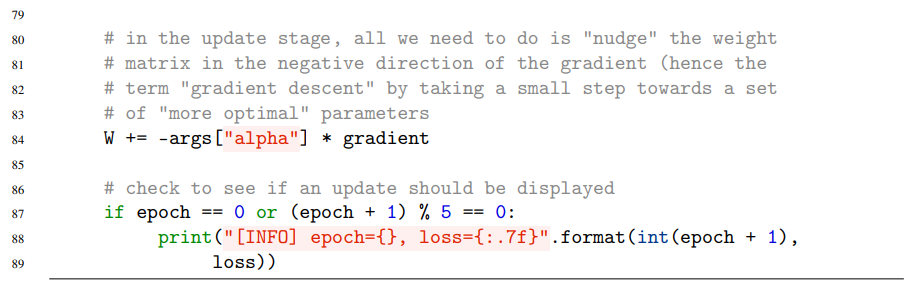 79
80 # in the update stage, all we need to do is "nudge" the weight
81 # matrix in the negative direction of the gradient (hence the
82 # term "gradient descent" by taking a small step towards a set
83 # of "more optimal" parameters
84 W += -args["alpha"] * gradient
85
86 # check to see if an update should be displayed
87 if epoch == 0 or (epoch + 1) % 5 == 0:
88 print("[INFO] epoch={}, loss={:.7f}".format(int(epoch + 1),
89 loss))